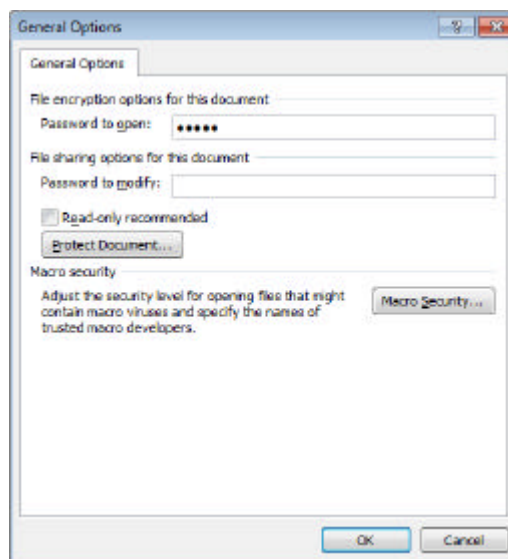 General Options
General Options
File encryption options for this document
Password to open: •••••
File sharing options for this document
Password to modify:
Read-only recommended
Protect Document...
Macro security
Adjust the security level for opening files that might
contain macro viruses and specify the names of
trusted macro developers.
Macro Security...
OK
Cancel